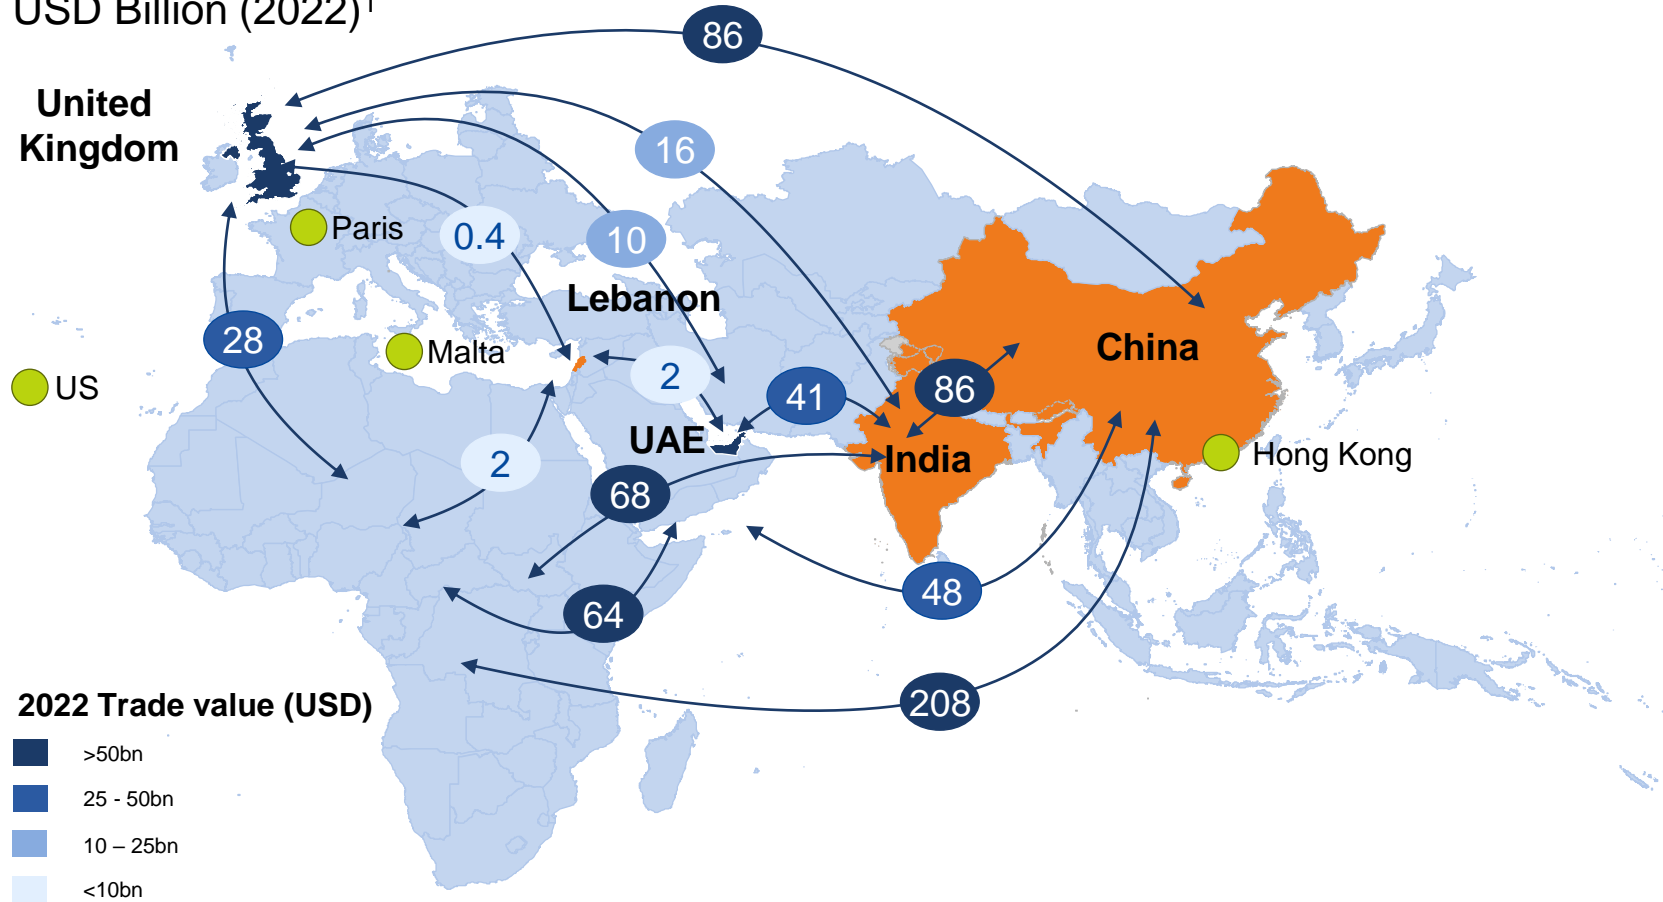 USD Billion (2022)¹
86
United
Kingdom
16
Paris
0.4
10
Lebanon
28
Malta
China
US
2
41
86
UAE
India
Hong Kong
2
68
48
64
208
2022 Trade value (USD)
>50bn
25 - 50bn
10 – 25bn
<10bn